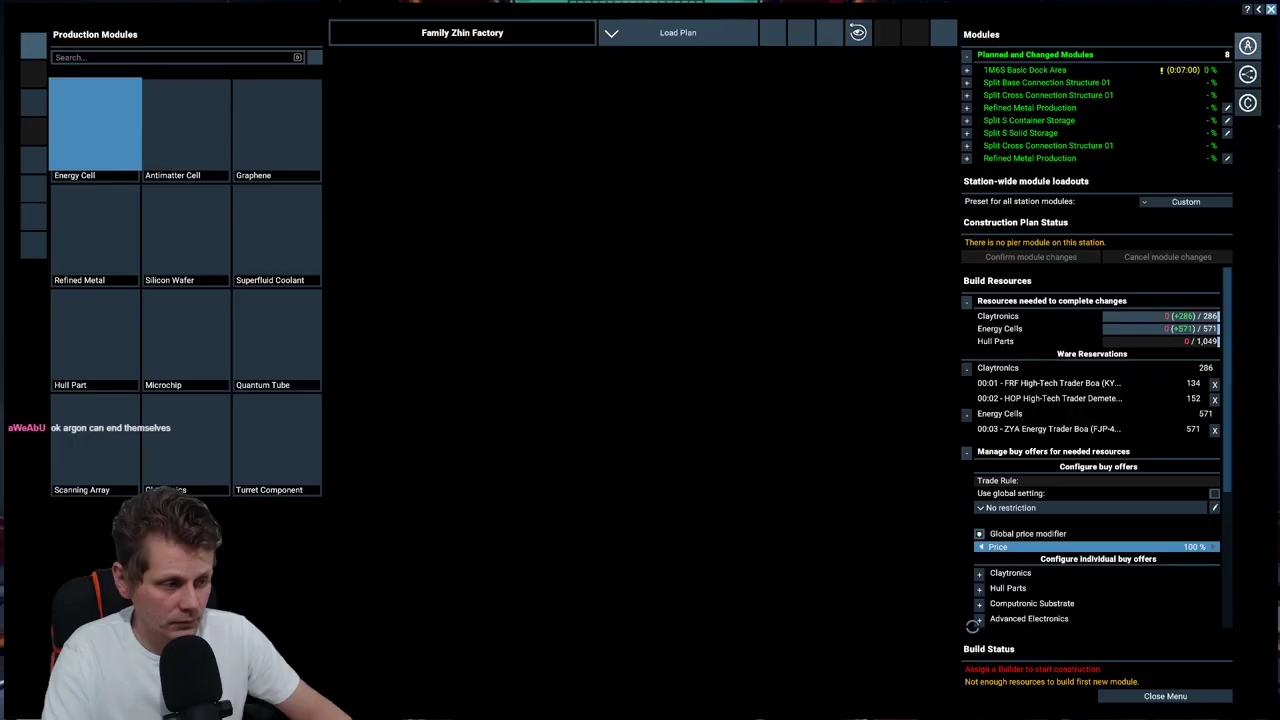 Production Modules
Search...
Energy Cell
Antimatter Cell
Graphene
Refined Metal
Silicon Wafer
Superfluid Coolant
Hull Part
Microchip
Quantum Tube
aWeAbU ok argon can end themselves
Scanning Array
Turret Component
Family Zhin Factory
Load Plan
?
Modules
- Planned and Changed Modules 8
+ 1M6S Basic Dock Area ! (0:07:00) 0 %
+ Split Base Connection Structure 01 - %
+ Split Cross Connection Structure 01 - %
+ Refined Metal Production - %
+ Split S Container Storage - %
+ Split S Solid Storage - %
+ Split Cross Connection Structure 01 - %
+ Refined Metal Production - %
Station-wide module loadouts
Preset for all station modules: Custom
Construction Plan Status
There is no pier module on this station.
Confirm module changes Cancel module changes
Build Resources
- Resources needed to complete changes
Claytronics 0 (+286) / 286
Energy Cells 0 (+571) / 571
Hull Parts 0 / 1,049
Ware Reservations
- Claytronics 286
00:01 - FRF High-Tech Trader Boa (KY... 134 X
00:02 - HOP High-Tech Trader Demete... 152 X
- Energy Cells 571
00:03 - ZYA Energy Trader Boa (FJP-4... 571 X
- Manage buy offers for needed resources
Configure buy offers
Trade Rule:
Use global setting:
No restriction
Global price modifier
Price 100 %
Configure individual buy offers
+ Claytronics
+ Hull Parts
+ Computronic Substrate
+ Advanced Electronics
Build Status
Assign a Builder to start construction.
Not enough resources to build first new module.
Close Menu